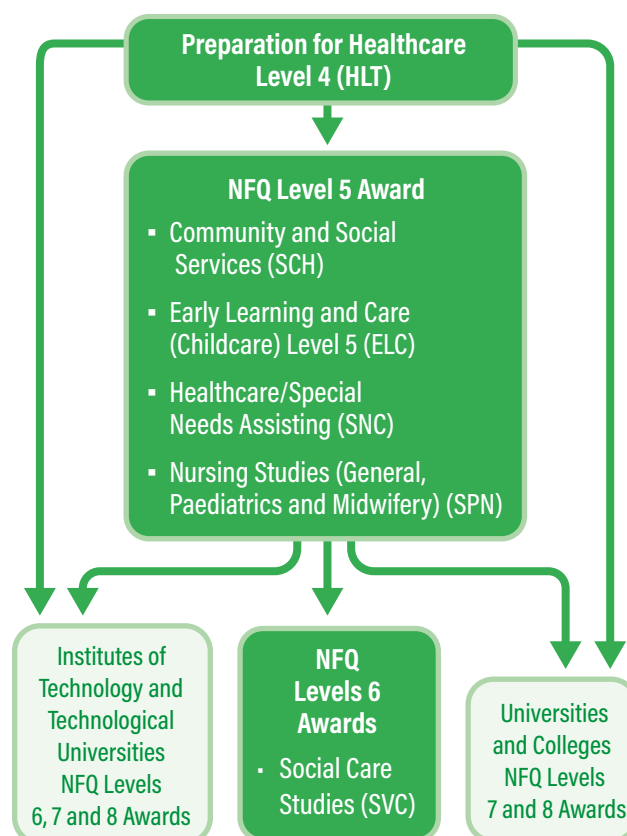 Preparation for Healthcare
Level 4 (HLT)
NFQ Level 5 Award
▪ Community and Social
Services (SCH)
▪ Early Learning and Care
(Childcare) Level 5 (ELC)
▪ Healthcare/Special
Needs Assisting (SNC)
▪ Nursing Studies (General,
Paediatrics and Midwifery) (SPN)
Institutes of
Technology and
Technological
Universities
NFQ Levels
6, 7 and 8 Awards
NFQ
Levels 6
Awards
▪ Social Care
Studies (SVC)
Universities
and Colleges
NFQ Levels
7 and 8 Awards